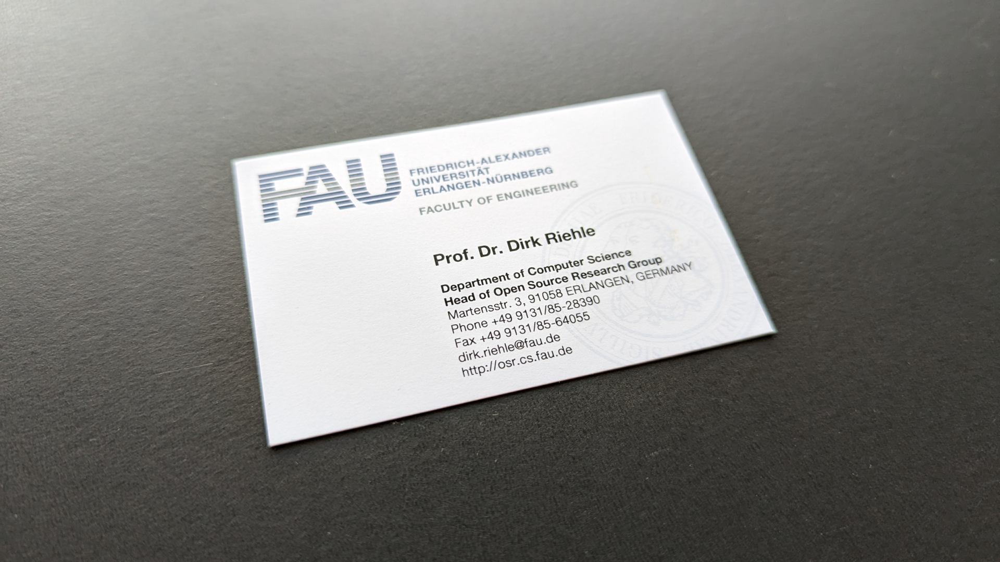 FAU
FRIEDRICH-ALEXANDER
UNIVERSITÄT
ERLANGEN-NÜRNBERG
FACULTY OF ENGINEERING
Prof. Dr. Dirk Riehle
Department of Computer Science
Head of Open Source Research Group
Martensstr. 3, 91058 ERLANGEN, GERMANY
Phone +49 9131/85-28390
Fax +49 9131/85-64055
dirk.riehle@fau.de
http://osr.cs.fau.de